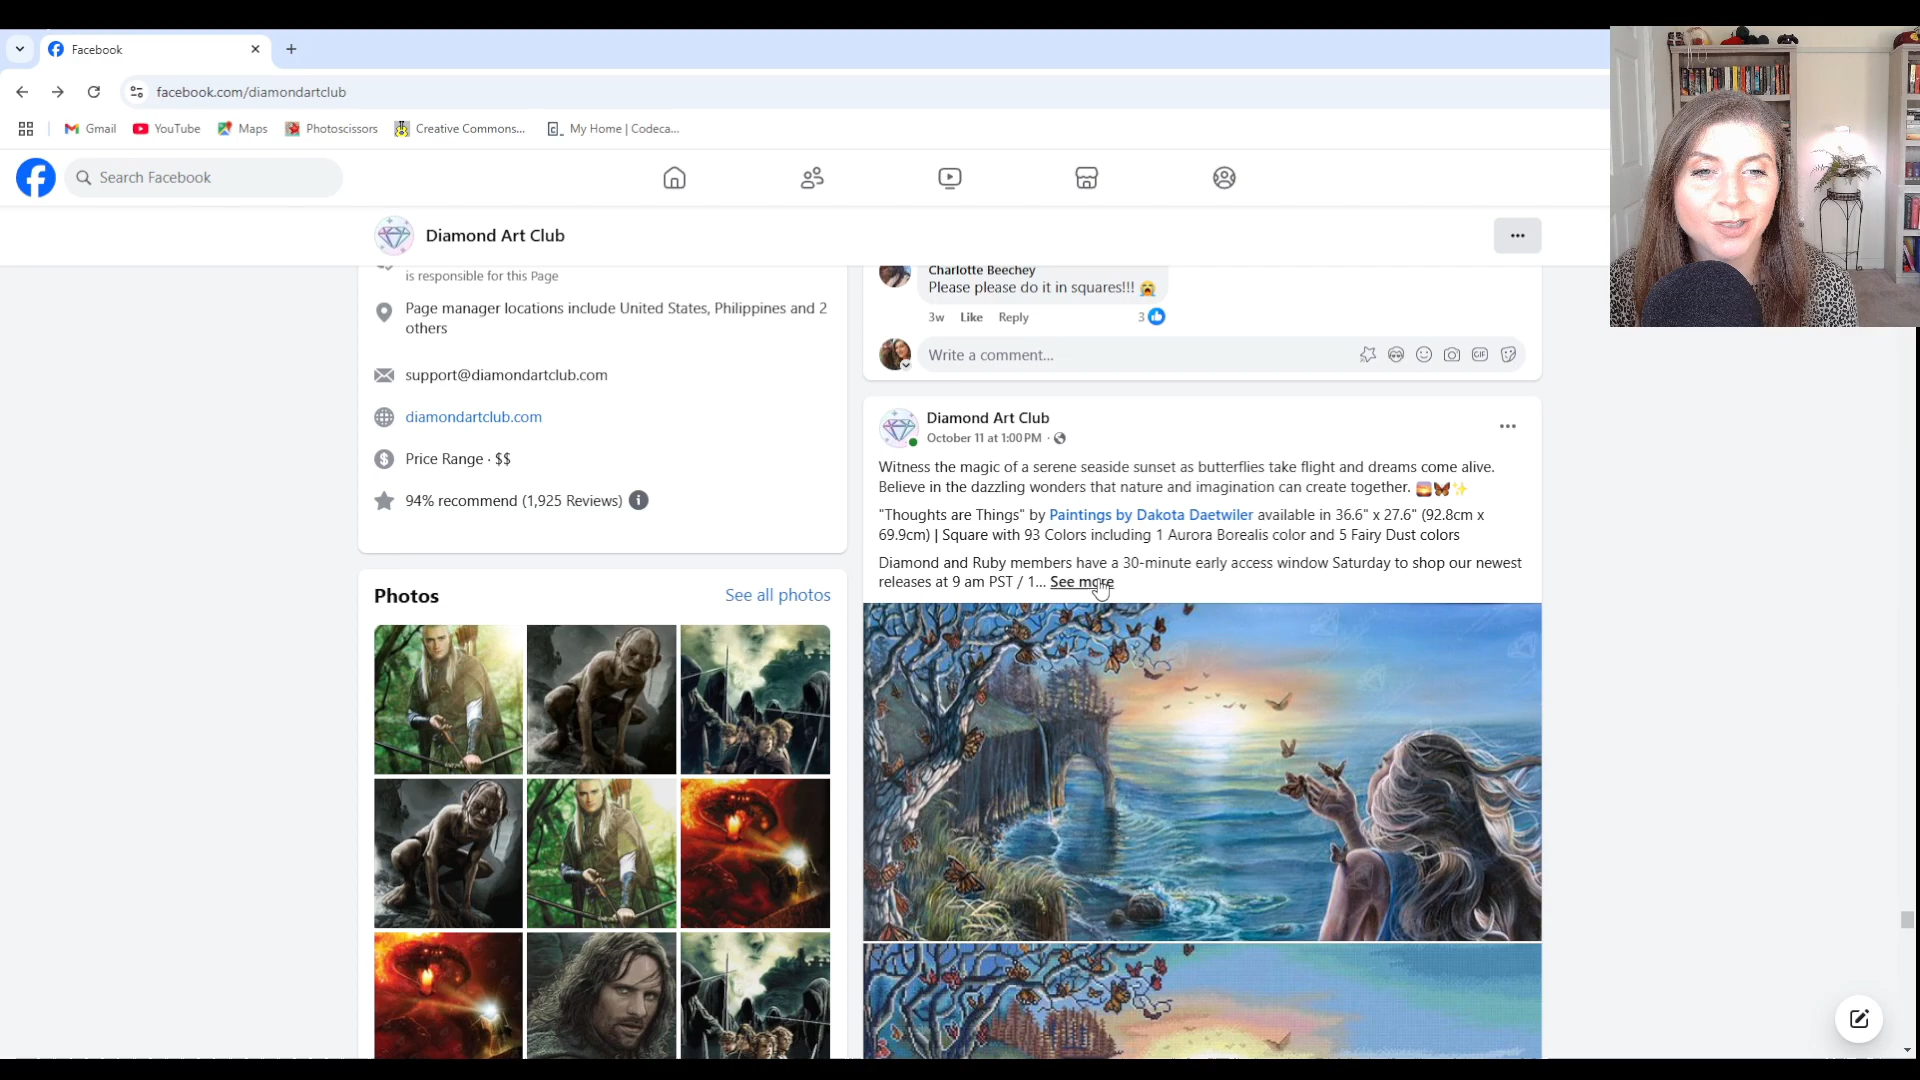 Facebook
facebook.com/diamondartclub
Gmail
YouTube
Maps
Photoscissors
Creative Commons...
My Home | Codeca...
Search Facebook
Diamond Art Club
is responsible for this Page
Page manager locations include United States, Philippines and 2
others
support@diamondartclub.com
diamondartclub.com
Price Range · $$
94% recommend (1,925 Reviews)
Photos
See all photos
Charlotte Beechey
Please please do it in squares!!! 😭
3w Like Reply 3
Write a comment...
GIF
Diamond Art Club
October 11 at 1:00 PM ·
Witness the magic of a serene seaside sunset as butterflies take flight and dreams come alive.
Believe in the dazzling wonders that nature and imagination can create together. 🌅🦋✨
"Thoughts are Things" by Paintings by Dakota Daetwiler available in 36.6" x 27.6" (92.8cm x
69.9cm) | Square with 93 Colors including 1 Aurora Borealis color and 5 Fairy Dust colors
Diamond and Ruby members have a 30-minute early access window Saturday to shop our newest
releases at 9 am PST / 1... See more